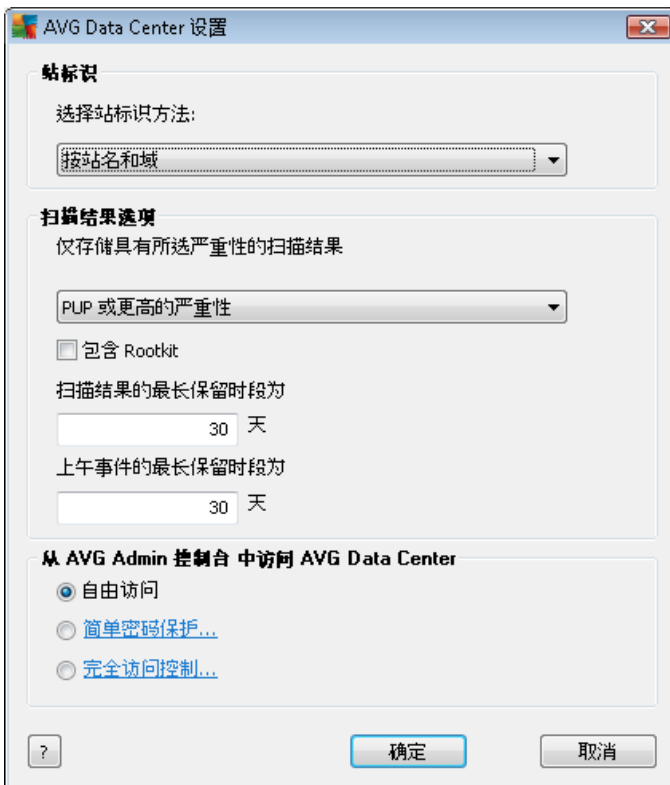 AVG Data Center 设置
站标识
选择站标识方法:
按站名和域
扫描结果选项
仅存储具有所选严重性的扫描结果
PUP 或更高的严重性
包含 Rootkit
扫描结果的最长保留时段为
30 天
上午事件的最长保留时段为
30 天
从 AVG Admin 控制台 中访问 AVG Data Center
自由访问
简单密码保护...
完全访问控制...
? 确定 取消